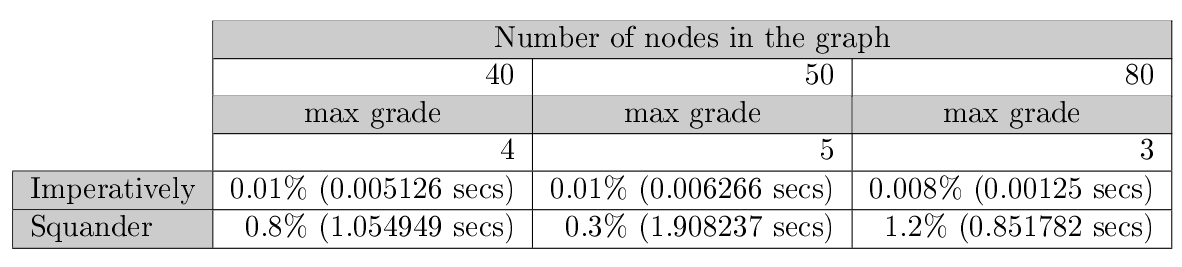 Number of nodes in the graph
40 50 80
max grade max grade max grade
4 5 3
Imperatively 0.01% (0.005126 secs) 0.01% (0.006266 secs) 0.008% (0.00125 secs)
Squander 0.8% (1.054949 secs) 0.3% (1.908237 secs) 1.2% (0.851782 secs)